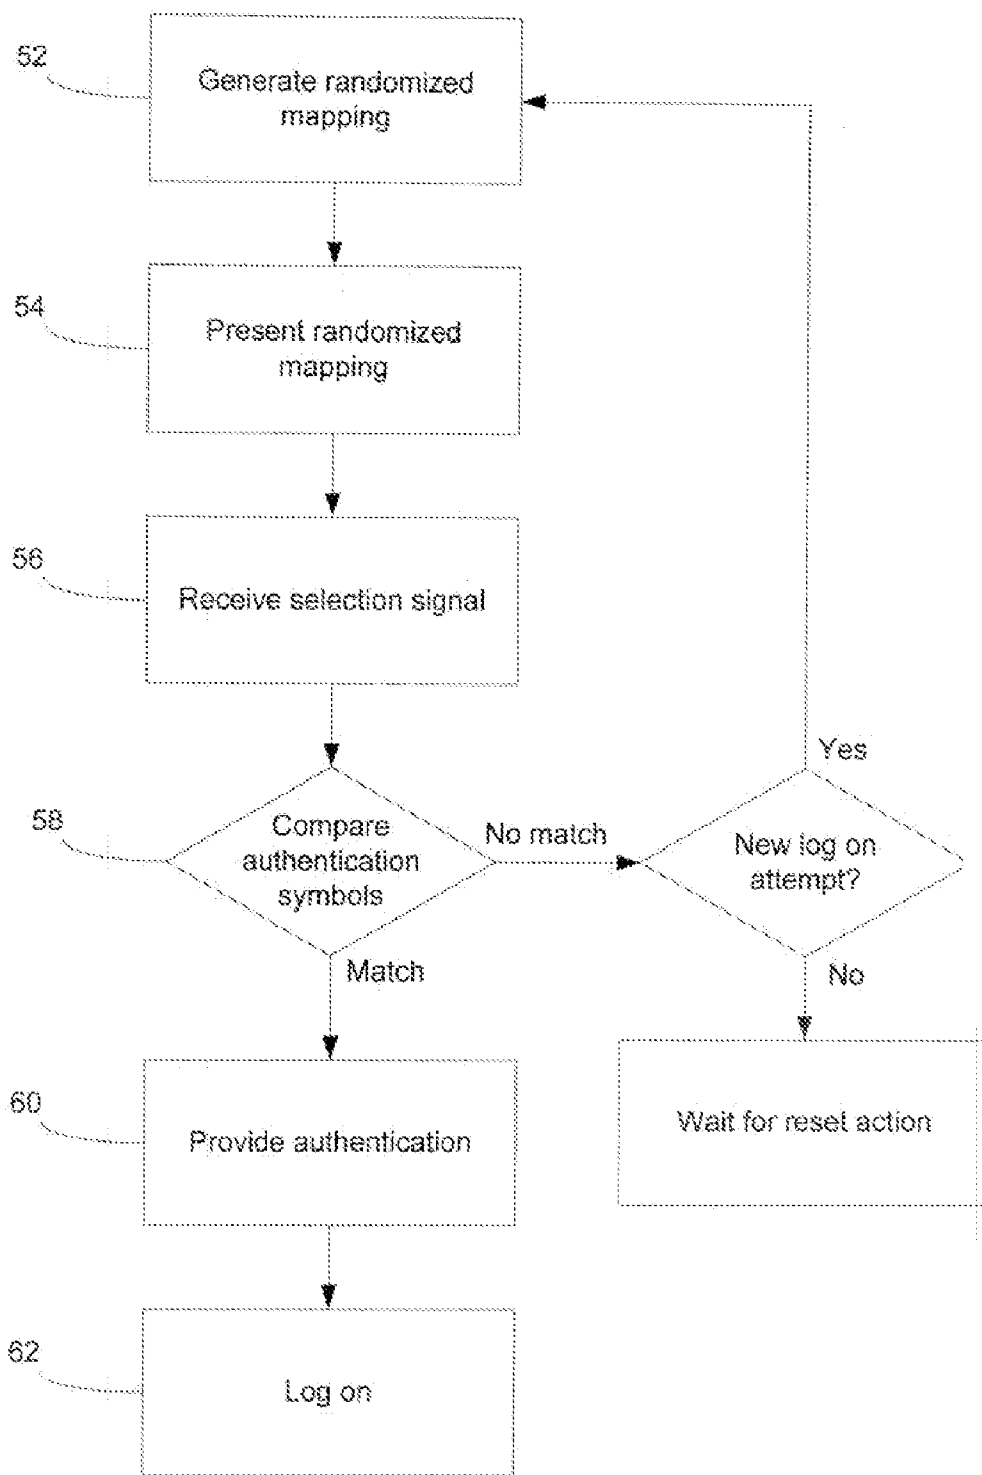 52
Generate randomized
mapping
54
Present randomized
mapping
56
Receive selection signal
58
Compare
authentication
symbols
No match
Yes
New log on
attempt?
Match
No
60
Provide authentication
Wait for reset action
62
Log on